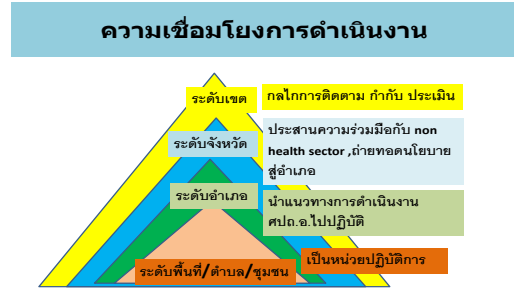 ความเชื่อมโยงการดำเนินงาน
ระดับเขต
กลไกการติดตาม กำกับ ประเมิน
ระดับจังหวัด
ประสานความร่วมมือกับ non
health sector ,ถ่ายทอดนโยบาย
สู่อำเภอ
ระดับอำเภอ
นำแนวทางการดำเนินงาน
ศปถ.อ.ไปปฏิบัติ
ระดับพื้นที่/ตำบล/ชุมชน
เป็นหน่วยปฏิบัติการ